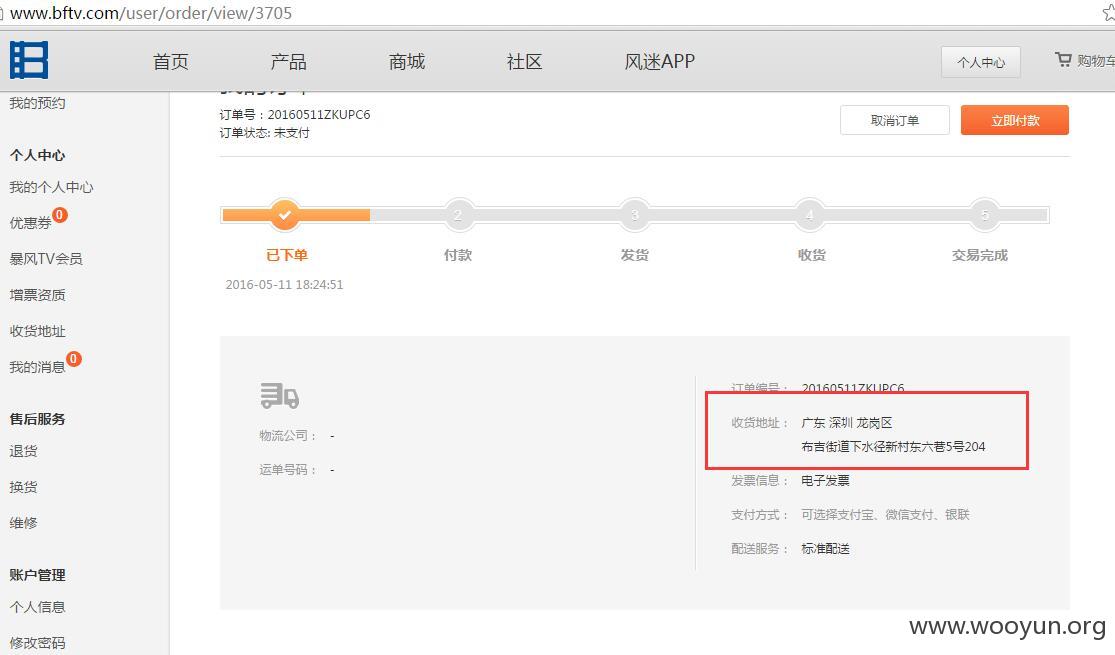 www.bftv.com/user/order/view/3705
首页
产品
商城
社区
风迷APP
个人中心
购物车
我的预约
个人中心
我的个人中心
优惠券 0
暴风TV会员
增票资质
收货地址
我的消息 0
售后服务
退货
换货
维修
账户管理
个人信息
修改密码
订单号：20160511ZKUPC6
订单状态: 未支付
取消订单
立即付款
2
3
4
5
已下单
付款
发货
收货
交易完成
2016-05-11 18:24:51
物流公司： -
运单号码： -
订单编号： 20160511ZKUPC6
收货地址： 广东 深圳 龙岗区
布吉街道下水径新村东六巷5号204
发票信息： 电子发票
支付方式： 可选择支付宝、微信支付、银联
配送服务： 标准配送
www.wooyun.org